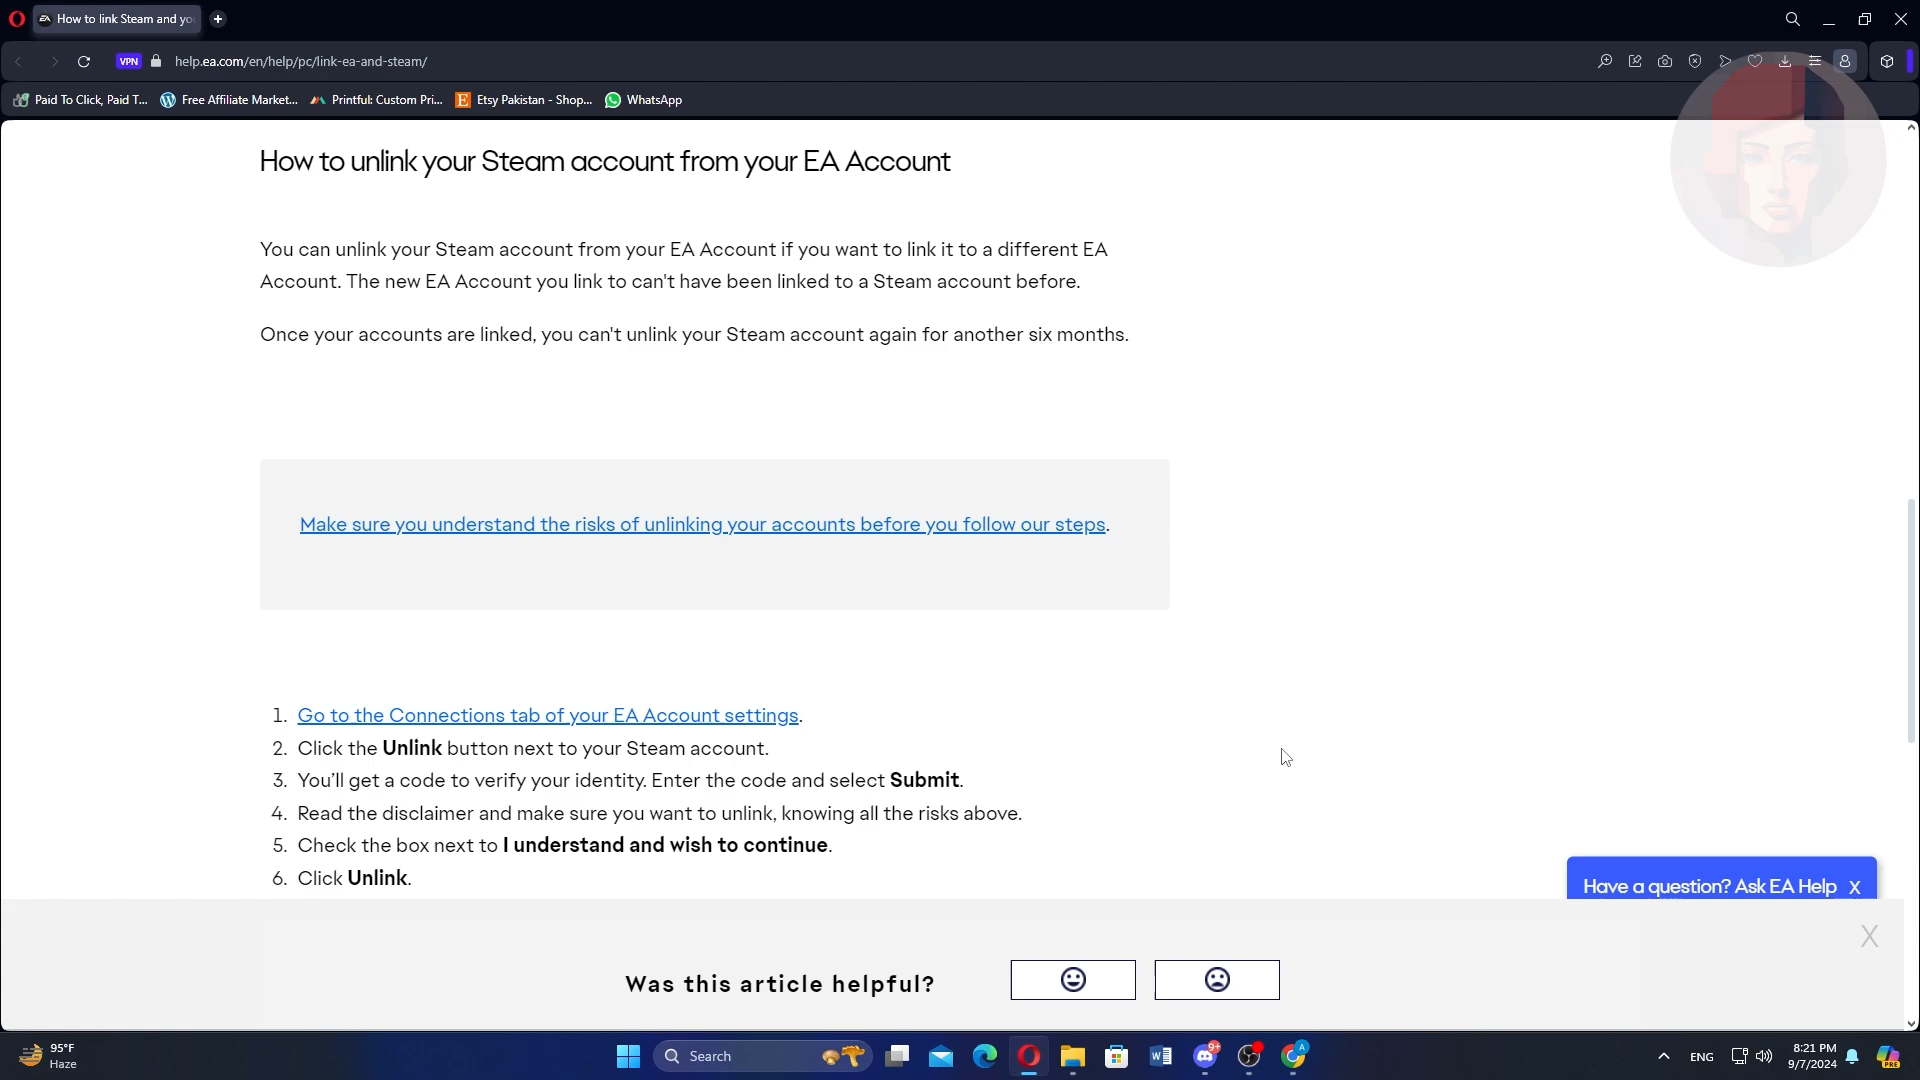 How to link Steam and yo
VPN
help.ea.com/en/help/pc/link-ea-and-steam/
Paid To Click, Paid T...
Free Affiliate Market...
Printful: Custom Pri...
Etsy Pakistan - Shop...
WhatsApp
How to unlink your Steam account from your EA Account
You can unlink your Steam account from your EA Account if you want to link it to a different EA
Account. The new EA Account you link to can't have been linked to a Steam account before.
Once your accounts are linked, you can't unlink your Steam account again for another six months.
Make sure you understand the risks of unlinking your accounts before you follow our steps.
1. Go to the Connections tab of your EA Account settings.
2. Click the Unlink button next to your Steam account.
3. You’ll get a code to verify your identity. Enter the code and select Submit.
4. Read the disclaimer and make sure you want to unlink, knowing all the risks above.
5. Check the box next to I understand and wish to continue.
6. Click Unlink.
Have a question? Ask EA Help X
X
Was this article helpful?
95°F
Haze
Search
9+
A
ENG
8:21 PM
9/7/2024
PRE